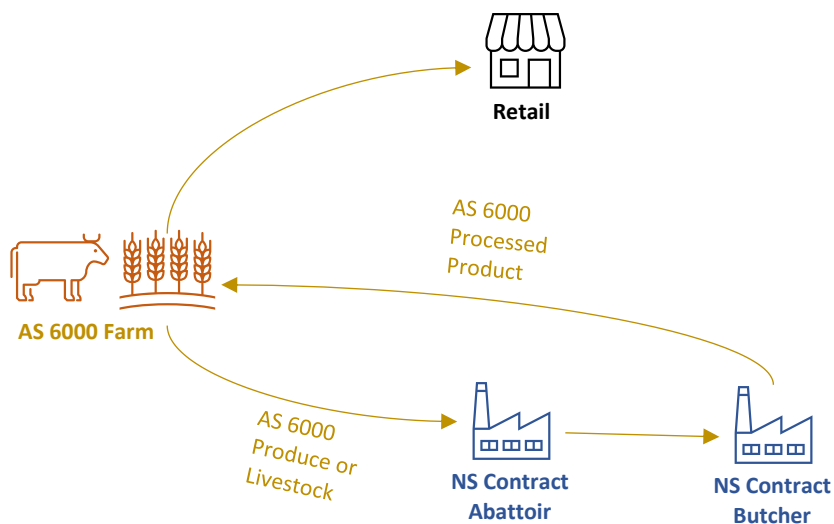 Retail
AS 6000
Processed
Product
AS 6000 Farm
AS 6000
Produce or
Livestock
NS Contract
Abattoir
NS Contract
Butcher